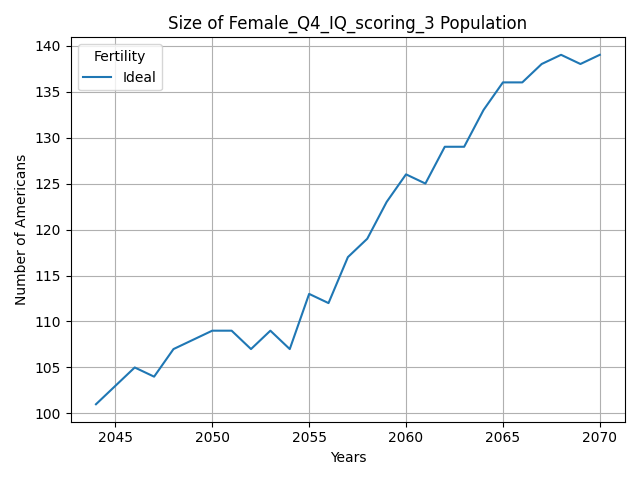 Size of Female_Q4_IQ_scoring_3 Population
Fertility
Ideal
140
135
130
125
120
115
110
105
100
Number of Americans
2045 2050 2055 2060 2065 2070
Years